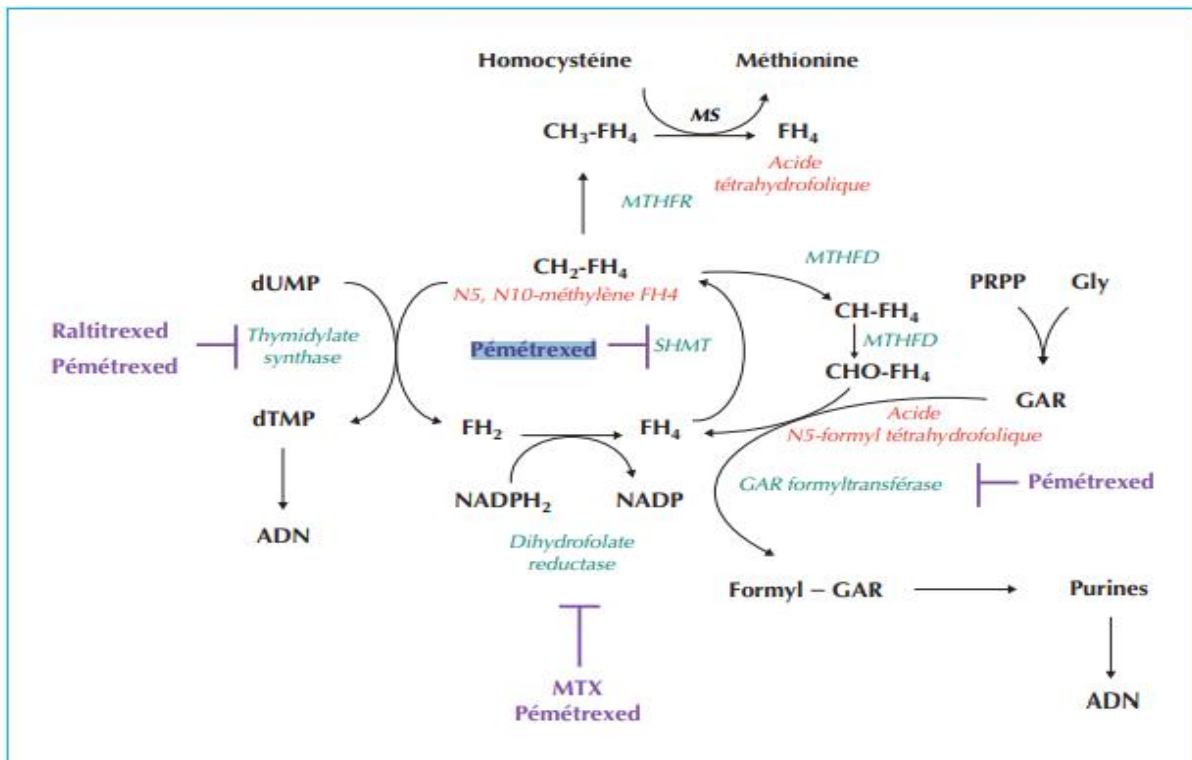 Homocystéine Méthionine
MS
CH₃-FH₄ FH₄
Acide
tétrahydrofolique
MTHFR
MTHFD
CH₂-FH₄
N5, N10-méthylène FH4
dUMP
PRPP Gly
CH-FH₄
MTHFD
CHO-FH₄
Raltitrexed
Pémétrexed
Thymidylate
synthase
Pémétrexed
SHMT
GAR
Acide
N5-formyl tétrahydrofolique
dTMP
FH₂ FH₄
GAR formyltransférase
Pémétrexed
NADPH₂ NADP
ADN
Dihydrofolate
reductase
Formyl – GAR
Purines
MTX
Pémétrexed
ADN